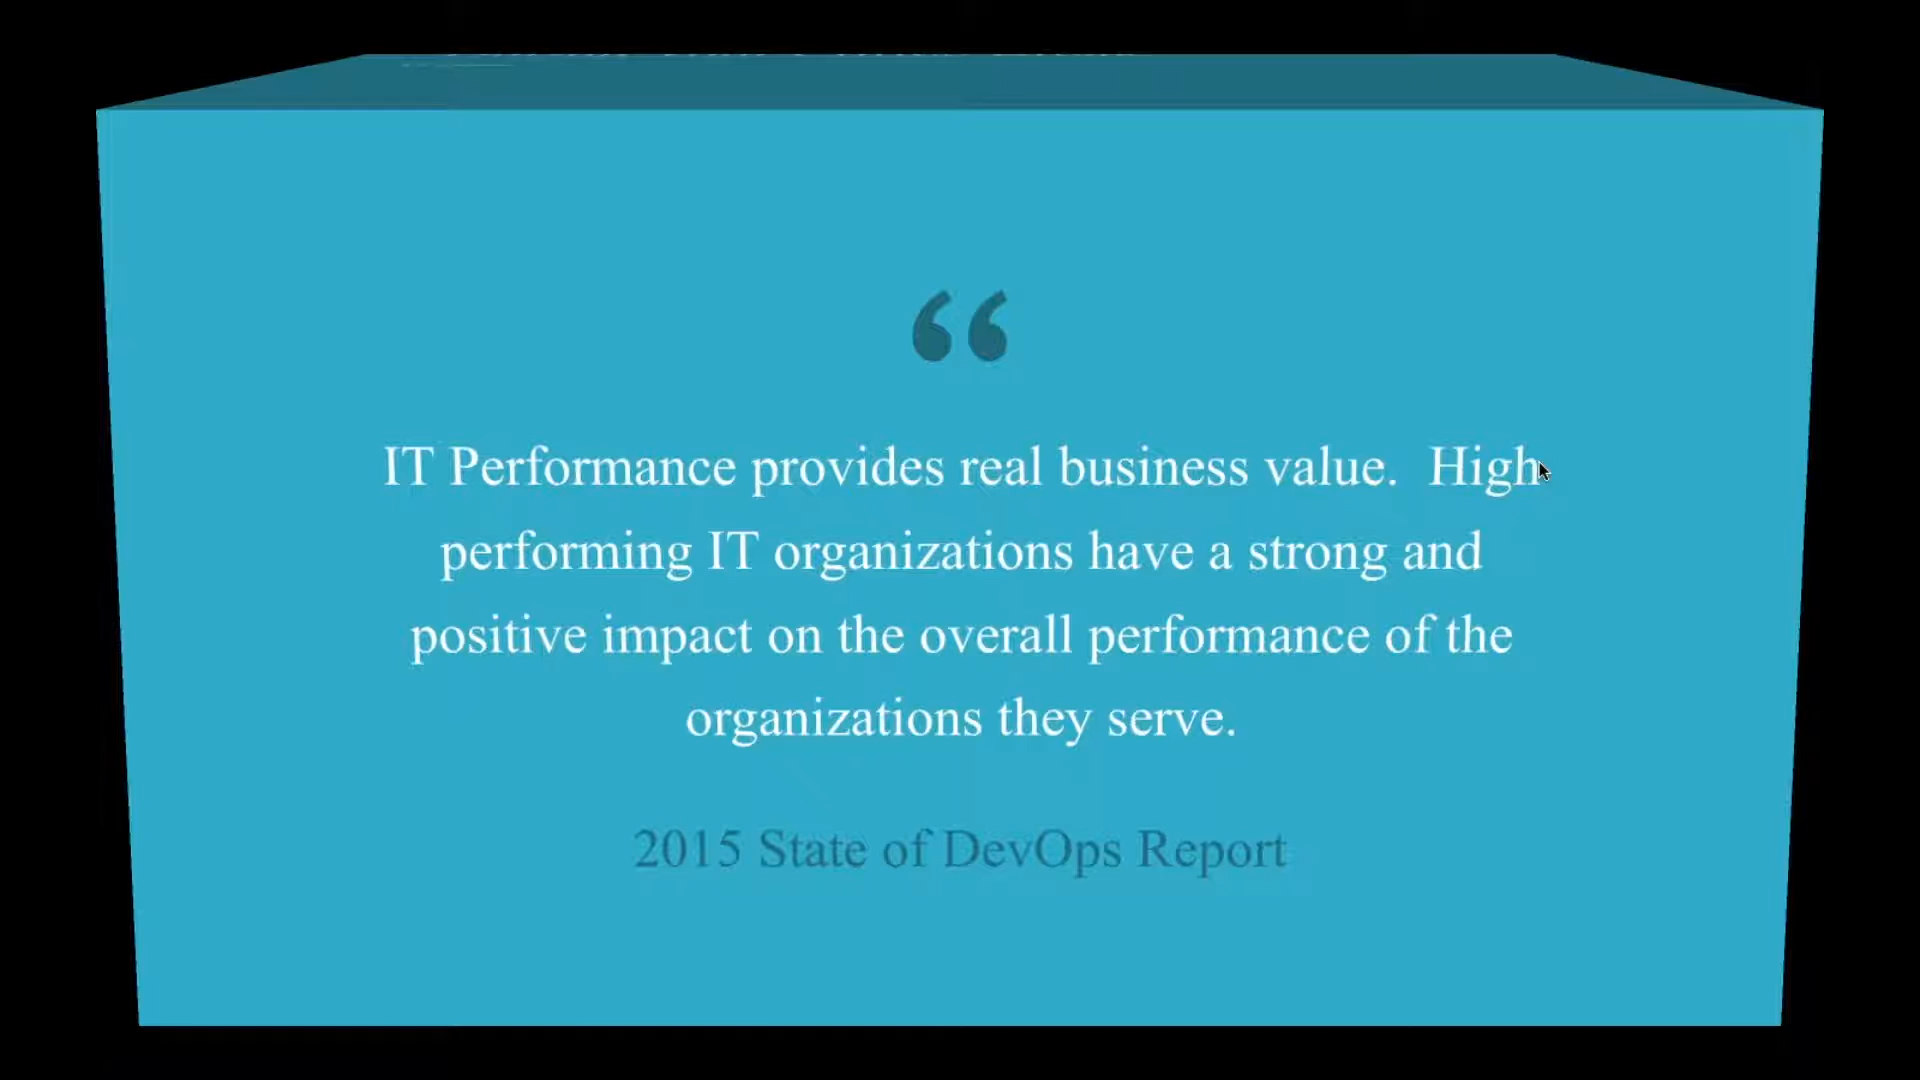 “
IT Performance provides real business value.  High
performing IT organizations have a strong and
positive impact on the overall performance of the
organizations they serve.
2015 State of DevOps Report